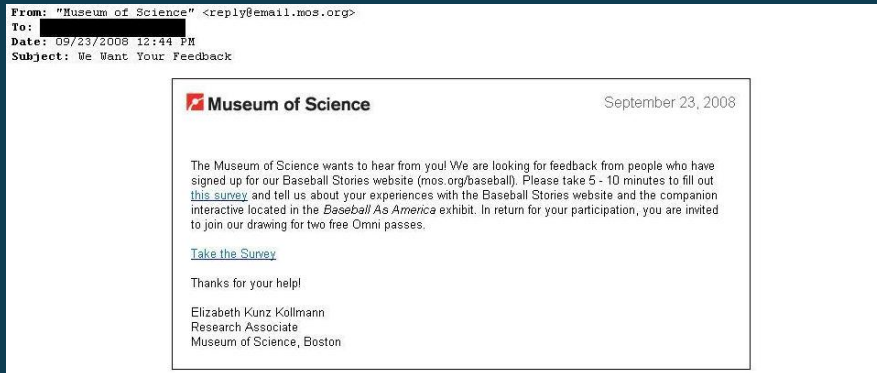 From: "Museum of Science" <reply@email.mos.org>
To:
Date: 09/23/2008 12:44 PM
Subject: We Want Your Feedback
Museum of Science
September 23, 2008
The Museum of Science wants to hear from you! We are looking for feedback from people who have
signed up for our Baseball Stories website (mos.org/baseball). Please take 5 - 10 minutes to fill out
this survey and tell us about your experiences with the Baseball Stories website and the companion
interactive located in the Baseball As America exhibit. In return for your participation, you are invited
to join our drawing for two free Omni passes.
Take the Survey
Thanks for your help!
Elizabeth Kunz Kollmann
Research Associate
Museum of Science, Boston